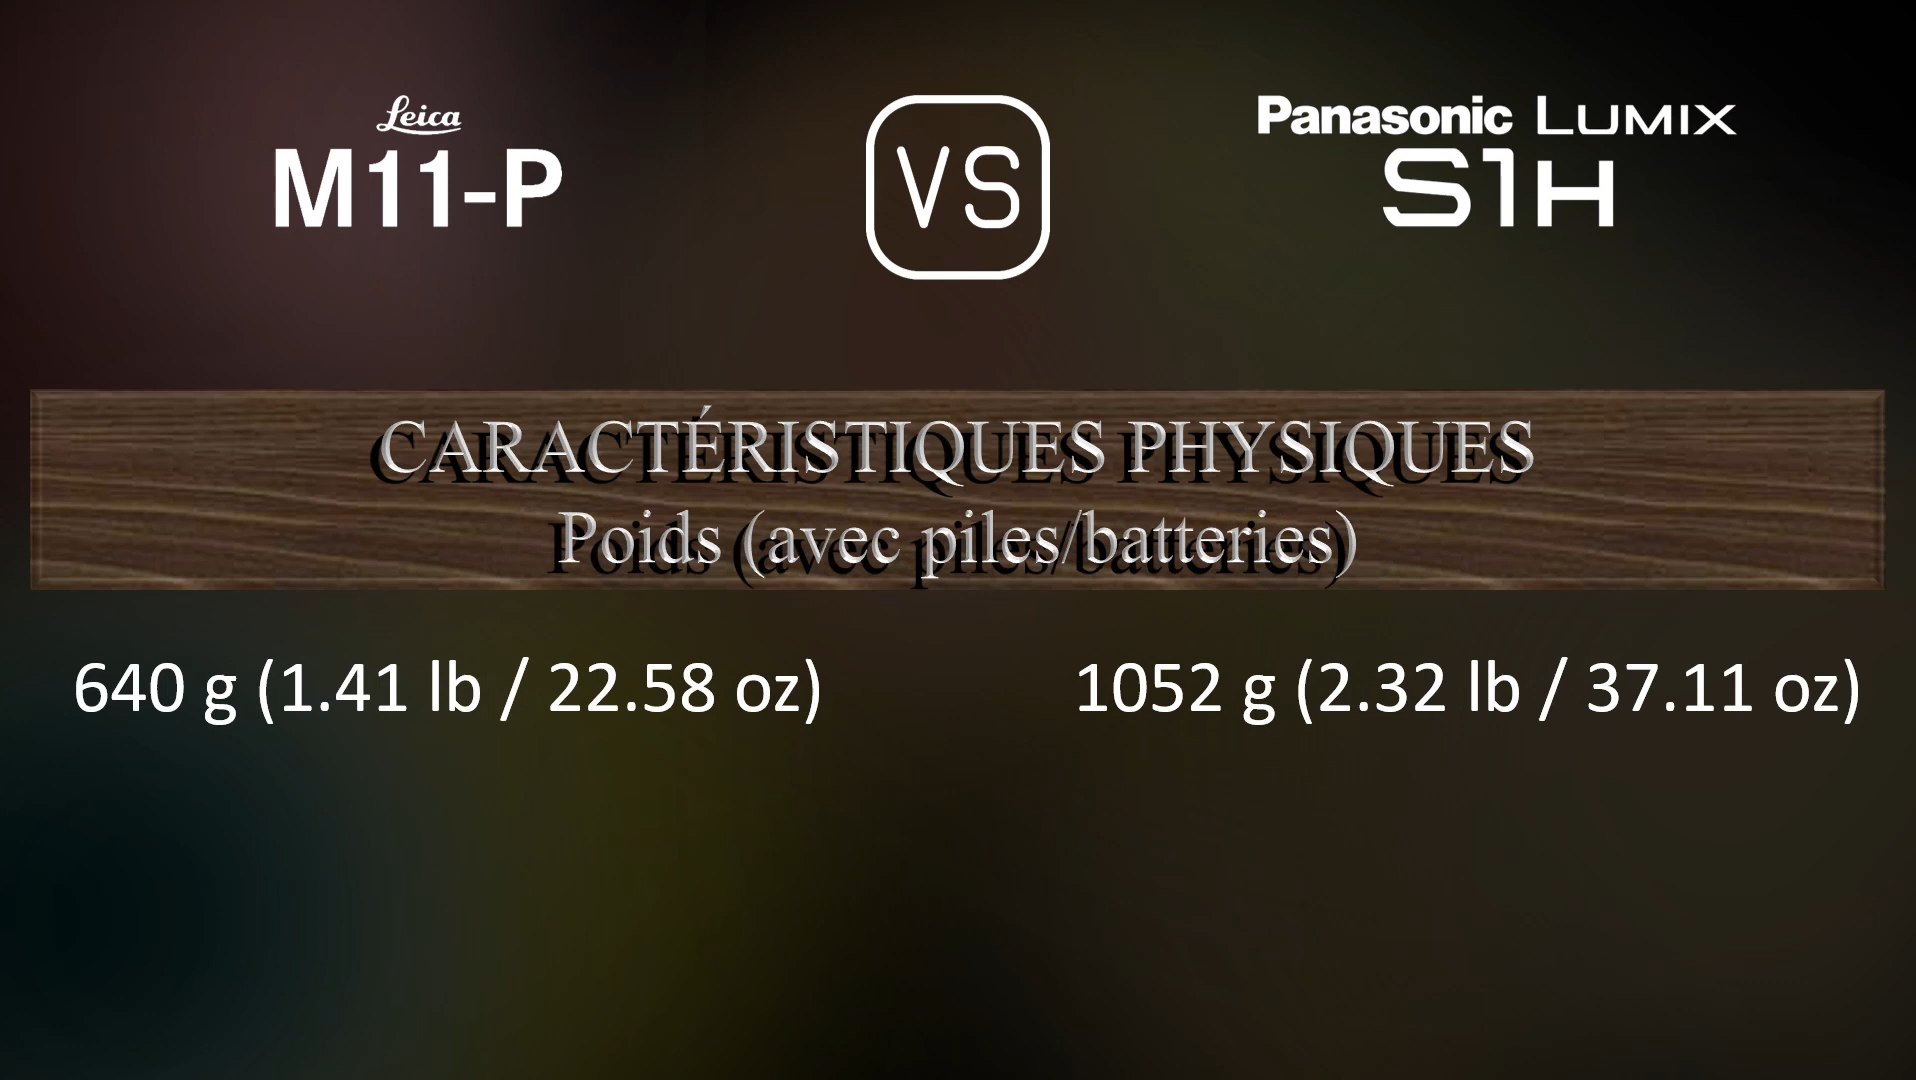 Leica
M11-P
VS
Panasonic LUMIX
S1H
CARACTÉRISTIQUES PHYSIQUES
Poids (avec piles/batteries)
640 g (1.41 lb / 22.58 oz)
1052 g (2.32 lb / 37.11 oz)